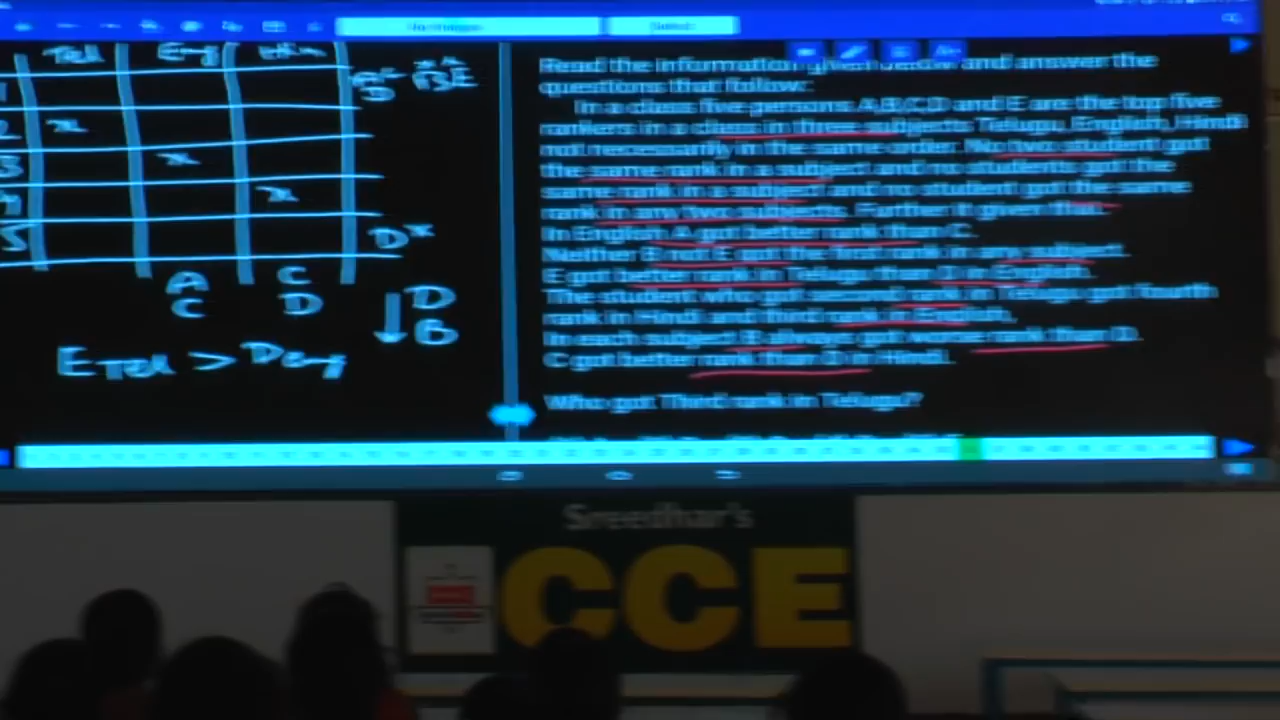 Tel Eng Hin
1
2 x
3 x
4 x
5
A C
B E
D
D x
A C
C D
D
B
E Tel > D Eng
Read the information given below and answer the
questions that follow:
In a class five persons A,B,C,D and E are the top five
rankers in a class in three subjects Telugu, English, Hindi
not necessarily in the same order. No two student got
the same rank in a subject and no students got the
same rank in a subject and no student got the same
rank in any two subjects. Further it given that.
In English A got better rank than C.
Neither B not E got the first rank in any subject.
E got better rank in Telugu than D in English.
The student who got second rank in Telugu got fourth
rank in Hindi and third rank in English.
In each subject B always got worse rank than D.
C got better rank than D in Hindi.
Who got Third rank in Telugu?
Sreedhar's
CCE